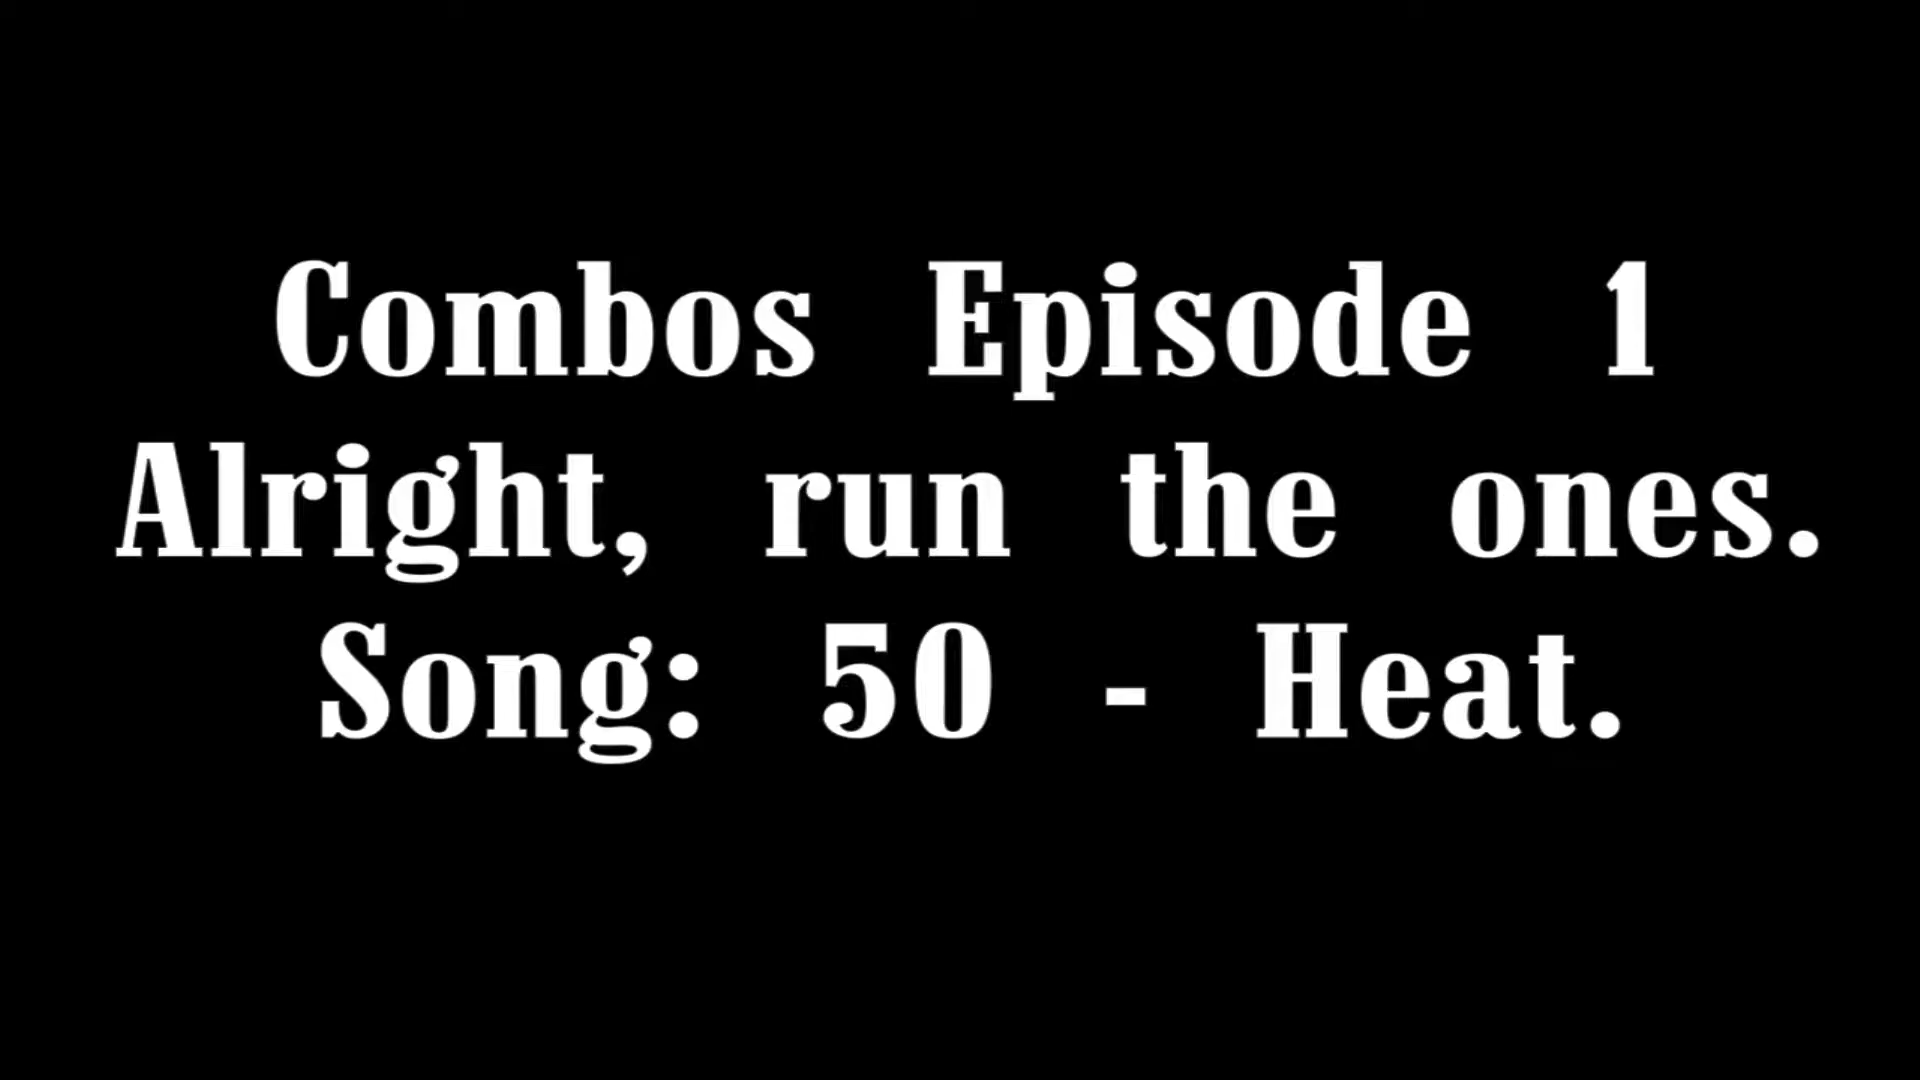 Combos Episode 1
Alright, run the ones.
Song: 50 - Heat.